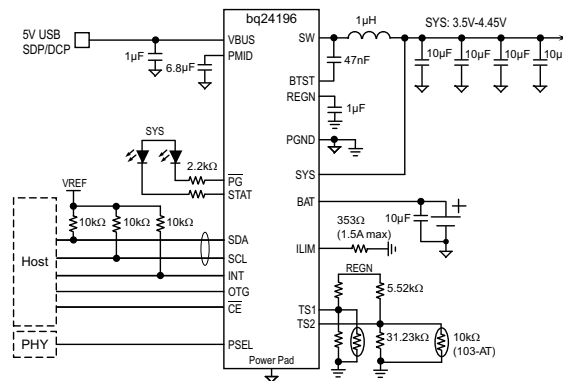 bq24196
5V USB
SDP/DCP
1µF
6.8µF
VBUS
PMID
SW
1µH
SYS: 3.5V-4.45V
47nF
10µF
10µF
10µF
10µ
BTST
REGN
1µF
PGND
SYS
SYS
2.2kΩ
PG
STAT
BAT
10µF
VREF
10kΩ
10kΩ
10kΩ
353Ω
(1.5A max)
ILIM
Host
SDA
SCL
INT
OTG
CE
REGN
5.52kΩ
TS1
TS2
31.23kΩ
10kΩ
(103-AT)
PHY
PSEL
Power Pad